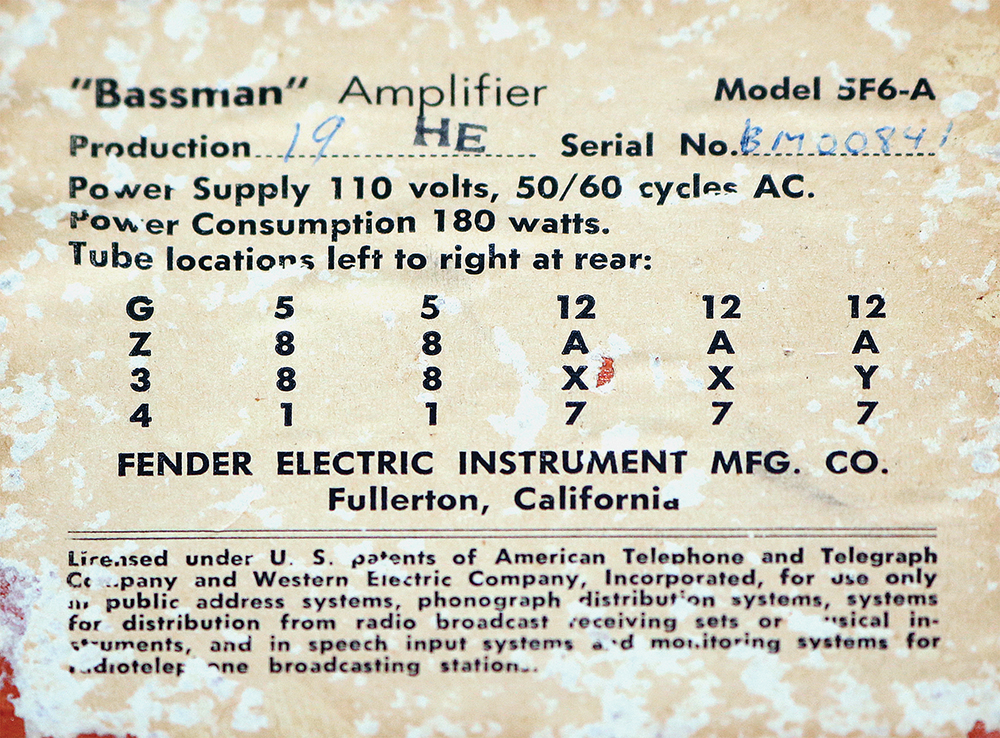 "Bassman" Amplifier Model 5F6-A
Production 19 HE Serial No. BM00841
Power Supply 110 volts, 50/60 cycles AC.
Power Consumption 180 watts.
Tube locations left to right at rear:
G 5 5 12 12 12
Z 8 8 A A A
3 8 8 X X Y
4 1 1 7 7 7
FENDER ELECTRIC INSTRUMENT MFG. CO.
Fullerton, California
Licensed under U. S. patents of American Telephone and Telegraph
Company and Western Electric Company, Incorporated, for use only
in public address systems, phonograph distribution systems, systems
for distribution from radio broadcast receiving sets or musical in-
struments, and in speech input systems and monitoring systems for
radiotelephone broadcasting stations.